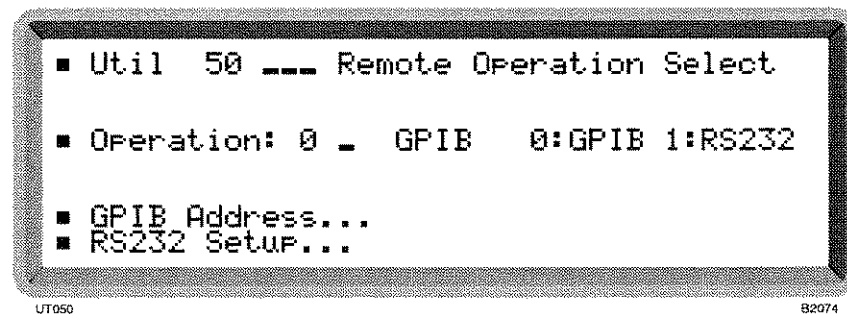 ▪ Util 50 ___ Remote Operation Select
▪ Operation: 0 _ GPIB 0:GPIB 1:RS232
▪ GPIB Address...
▪ RS232 Setup...
UT050 B2074